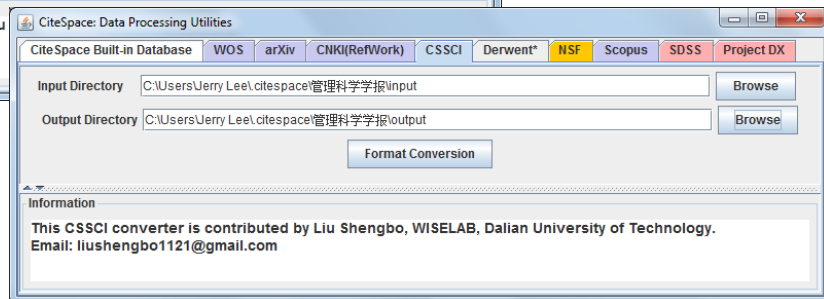 u
CiteSpace: Data Processing Utilities
CiteSpace Built-in Database WOS arXiv CNKI(RefWork) CSSCI Derwent* NSF Scopus SDSS Project DX
Input Directory C:\Users\Jerry Lee\.citespace\管理科学学报\input Browse
Output Directory C:\Users\Jerry Lee\.citespace\管理科学学报\output Browse
Format Conversion
Information
This CSSCI converter is contributed by Liu Shengbo, WISELAB, Dalian University of Technology.
Email: liushengbo1121@gmail.com